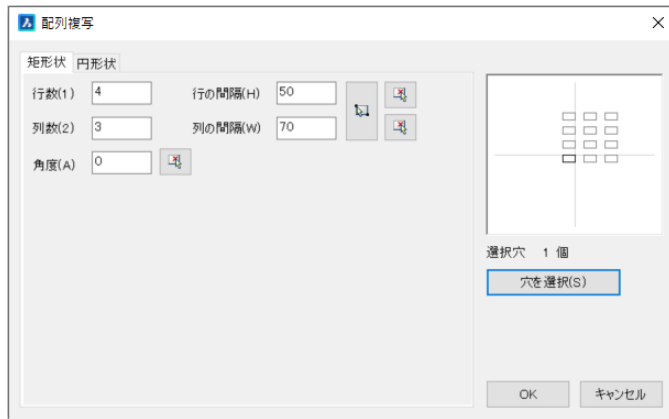 配列複写
矩形状 円形状
行数(1) 4 行の間隔(H) 50
列数(2) 3 列の間隔(W) 70
角度(A) 0
選択穴 1 個
穴を選択(S)
OK キャンセル